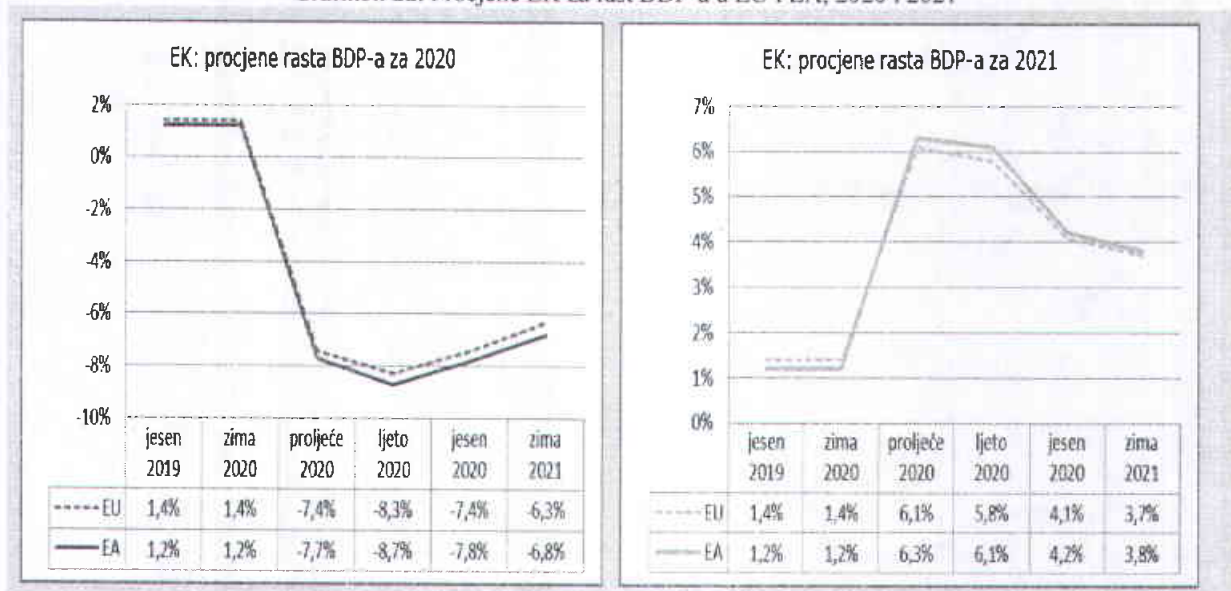 EK: procjene rasta BDP-a za 2020
2%
0%
-2%
-4%
-6%
-8%
-10%
jesen 2019 zima 2020 proljeće 2020 ljeto 2020 jesen 2020 zima 2021
EU 1,4% 1,4% -7,4% -8,3% -7,4% -6,3%
EA 1,2% 1,2% -7,7% -8,7% -7,8% -6,8%
EK: procjene rasta BDP-a za 2021
7%
6%
5%
4%
3%
2%
1%
0%
jesen 2019 zima 2020 proljeće 2020 ljeto 2020 jesen 2020 zima 2021
EU 1,4% 1,4% 6,1% 5,8% 4,1% 3,7%
EA 1,2% 1,2% 6,3% 6,1% 4,2% 3,8%